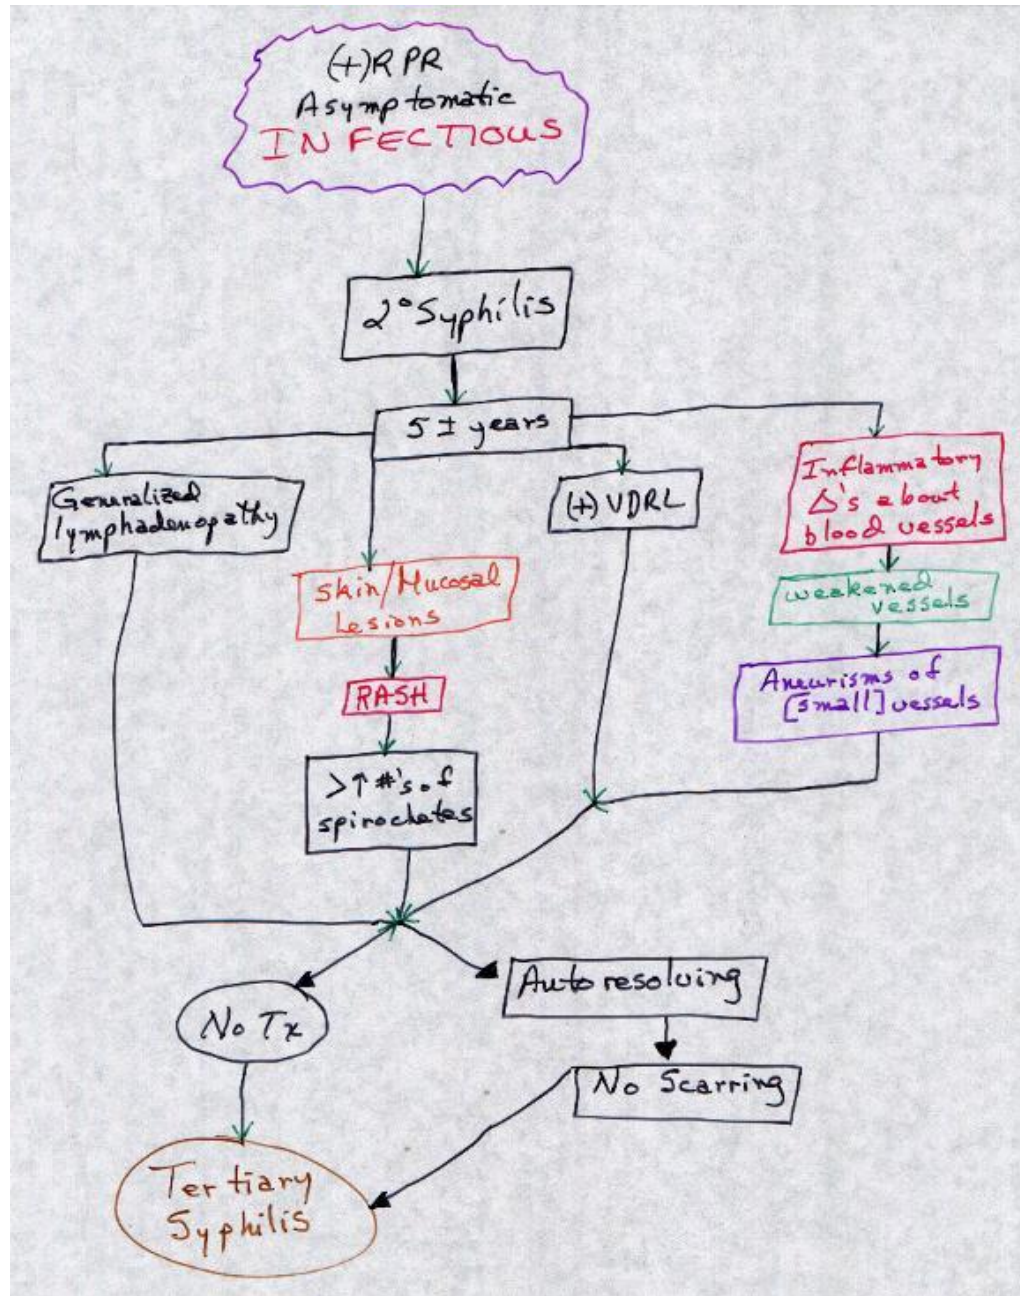 (+)RPR
Asymptomatic
INFECTIOUS
2° Syphilis
5 ± years
Generalized
lymphadenopathy
(+) VDRL
Inflammatory
Δ's about
blood vessels
Skin/Mucosal
Lesions
weakened
vessels
RASH
Aneurisms of
[small] vessels
>↑ #'s of
spirochetes
Auto resolving
No Tx
No Scarring
Tertiary
Syphilis